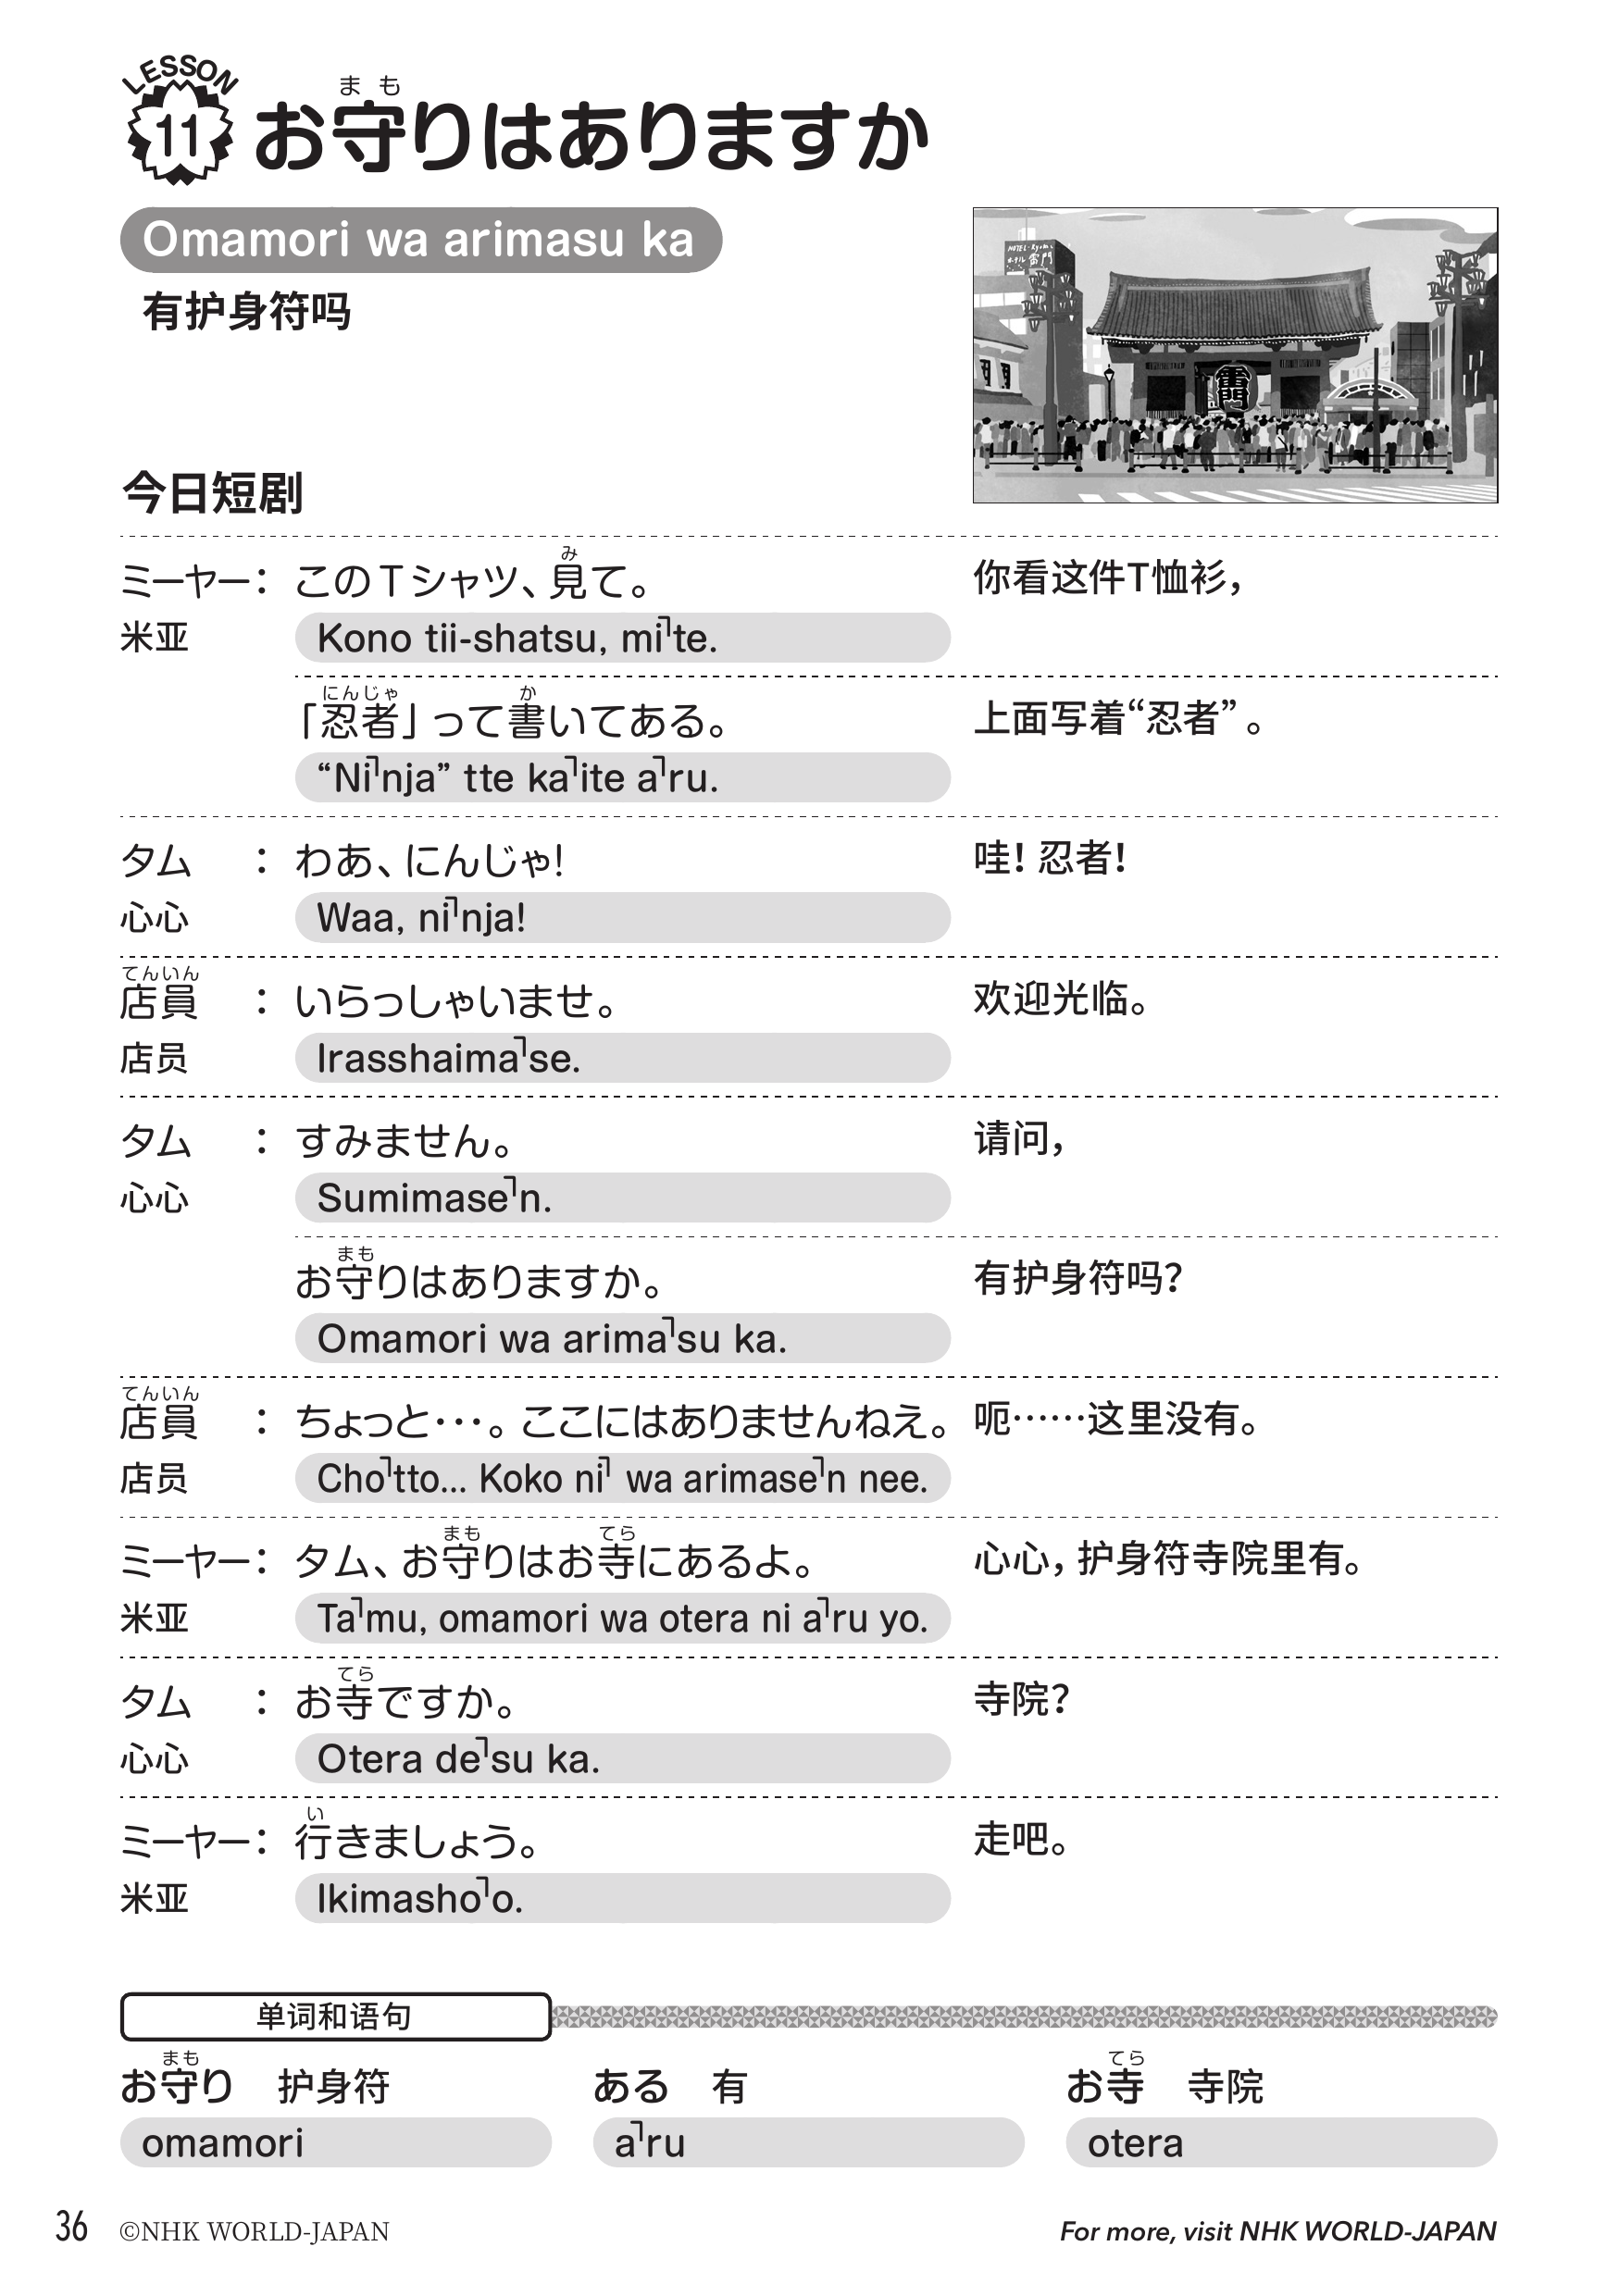 LESSON
11
ま も
お守りはありますか
Omamori wa arimasu ka
有护身符吗
HOTEL・Ryom
ホテル 雷門
雷門
今日短剧
み
ミーヤー： このTシャツ、見て。 你看这件T恤衫，
米亚 Kono tii-shatsu, mi˥te.
にんじゃ か
「忍者」って書いてある。 上面写着“忍者”。
“Ni˥nja” tte ka˥ite a˥ru.
タム ： わあ、にんじゃ! 哇！忍者！
心心 Waa, ni˥nja!
てんいん
店員 ： いらっしゃいませ。 欢迎光临。
店员 Irasshaima˥se.
タム ： すみません。 请问，
心心 Sumimase˥n.
まも
お守りはありますか。 有护身符吗？
Omamori wa arima˥su ka.
てんいん
店員 ： ちょっと・・・。ここにはありませんねえ。 呃……这里没有。
店员 Cho˥tto... Koko ni˥ wa arimase˥n nee.
まも てら
ミーヤー： タム、お守りはお寺にあるよ。 心心，护身符寺院里有。
米亚 Ta˥mu, omamori wa otera ni a˥ru yo.
てら
タム ： お寺ですか。 寺院？
心心 Otera de˥su ka.
い
ミーヤー： 行きましょう。 走吧。
米亚 Ikimasho˥o.
单词和语句
まも てら
お守り 护身符 ある 有 お寺 寺院
omamori a˥ru otera
36 ©NHK WORLD-JAPAN For more, visit NHK WORLD-JAPAN